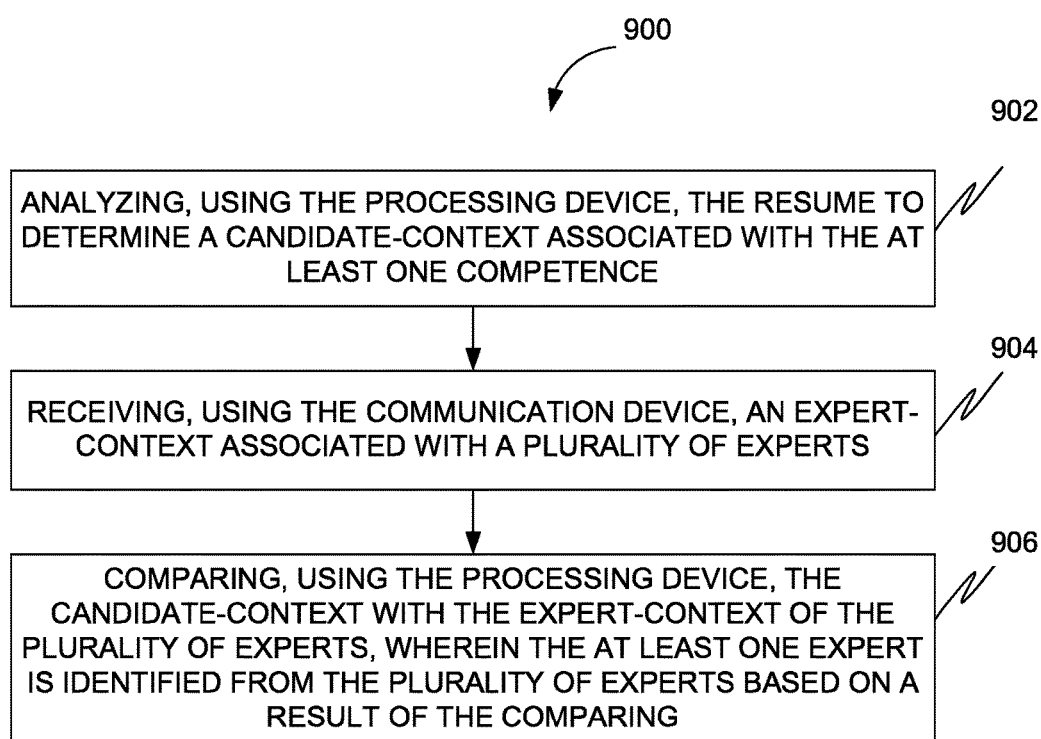 900
902
ANALYZING, USING THE PROCESSING DEVICE, THE RESUME TO
DETERMINE A CANDIDATE-CONTEXT ASSOCIATED WITH THE AT
LEAST ONE COMPETENCE
904
RECEIVING, USING THE COMMUNICATION DEVICE, AN EXPERT-
CONTEXT ASSOCIATED WITH A PLURALITY OF EXPERTS
906
COMPARING, USING THE PROCESSING DEVICE, THE
CANDIDATE-CONTEXT WITH THE EXPERT-CONTEXT OF THE
PLURALITY OF EXPERTS, WHEREIN THE AT LEAST ONE EXPERT
IS IDENTIFIED FROM THE PLURALITY OF EXPERTS BASED ON A
RESULT OF THE COMPARING